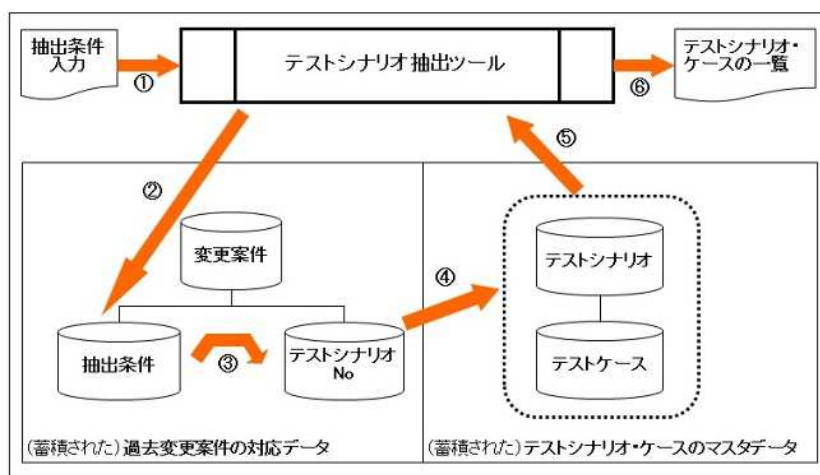 抽出条件
入力
①
テストシナリオ抽出ツール
⑥
テストシナリオ・
ケースの一覧
②
⑤
変更案件
抽出条件
③
テストシナリオ
No
④
テストシナリオ
テストケース
(蓄積された)過去変更案件の対応データ
(蓄積された)テストシナリオ・ケースのマスタデータ